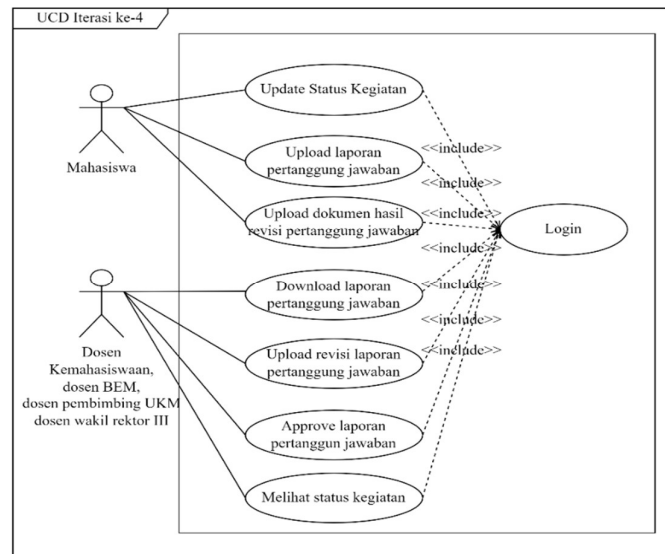 UCD Iterasi ke-4
Update Status Kegiatan
Mahasiswa
<<include>>
Upload laporan
pertanggung jawaban
<<include>>
Upload dokumen hasil
revisi pertanggung jawaban
<<include>>
Login
<<include>>
Download laporan
pertanggung jawaban
<<include>>
<<include>>
Dosen
Kemahasiswaan,
dosen BEM,
dosen pembimbing UKM
dosen wakil rektor III
Upload revisi laporan
pertanggung jawaban
<<include>>
Approve laporan
pertanggun jawaban
Melihat status kegiatan